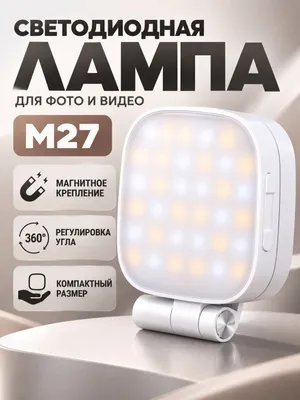 СВЕТОДИОДНАЯ
ЛАМПА
ДЛЯ ФОТО И ВИДЕО
M27
МАГНИТНОЕ
КРЕПЛЕНИЕ
360°
РЕГУЛИРОВКА
УГЛА
КОМПАКТНЫЙ
РАЗМЕР